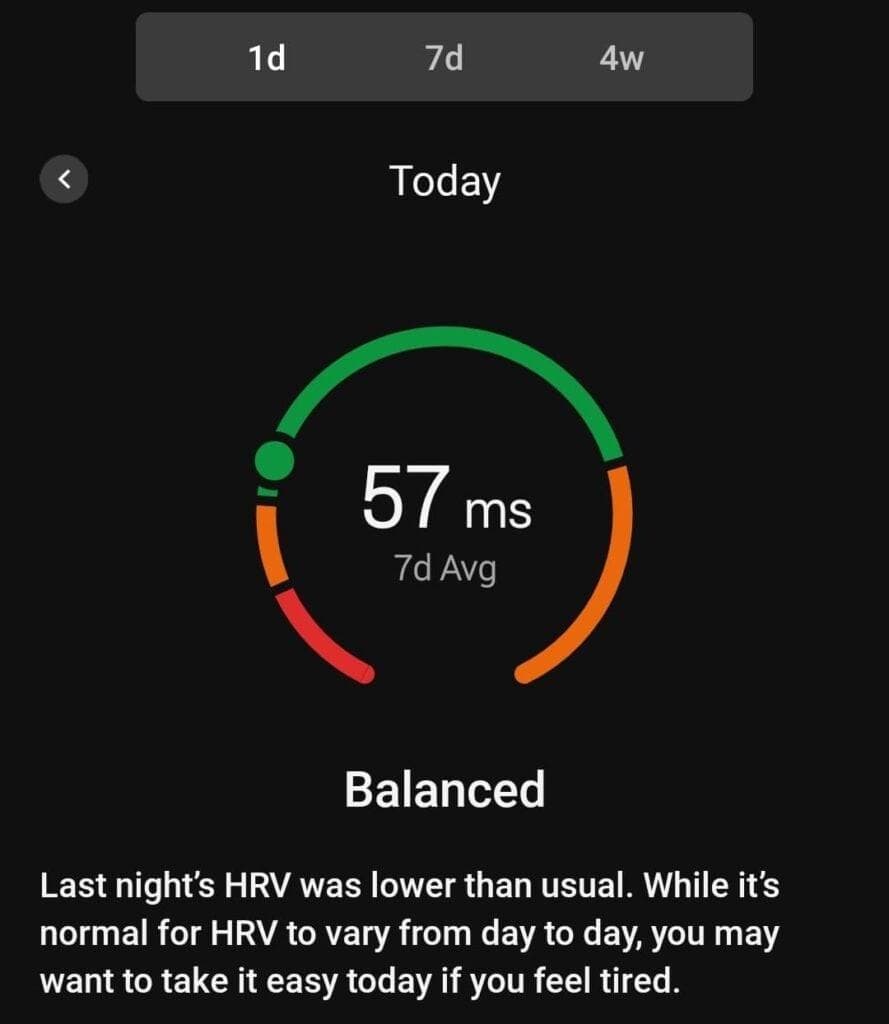 1d 7d 4w
Today
57 ms
7d Avg
Balanced
Last night’s HRV was lower than usual. While it’s
normal for HRV to vary from day to day, you may
want to take it easy today if you feel tired.